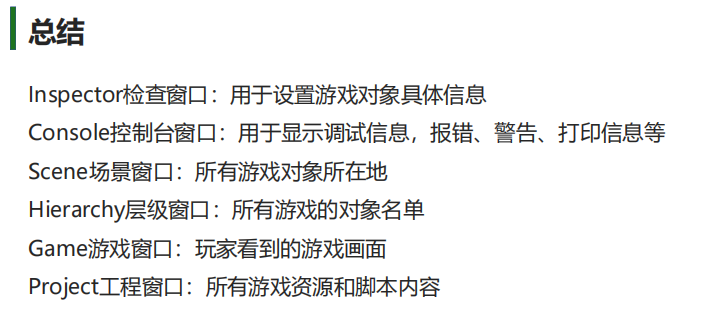 总结
Inspector检查窗口：用于设置游戏对象具体信息
Console控制台窗口：用于显示调试信息，报错、警告、打印信息等
Scene场景窗口：所有游戏对象所在地
Hierarchy层级窗口：所有游戏的对象名单
Game游戏窗口：玩家看到的游戏画面
Project工程窗口：所有游戏资源和脚本内容